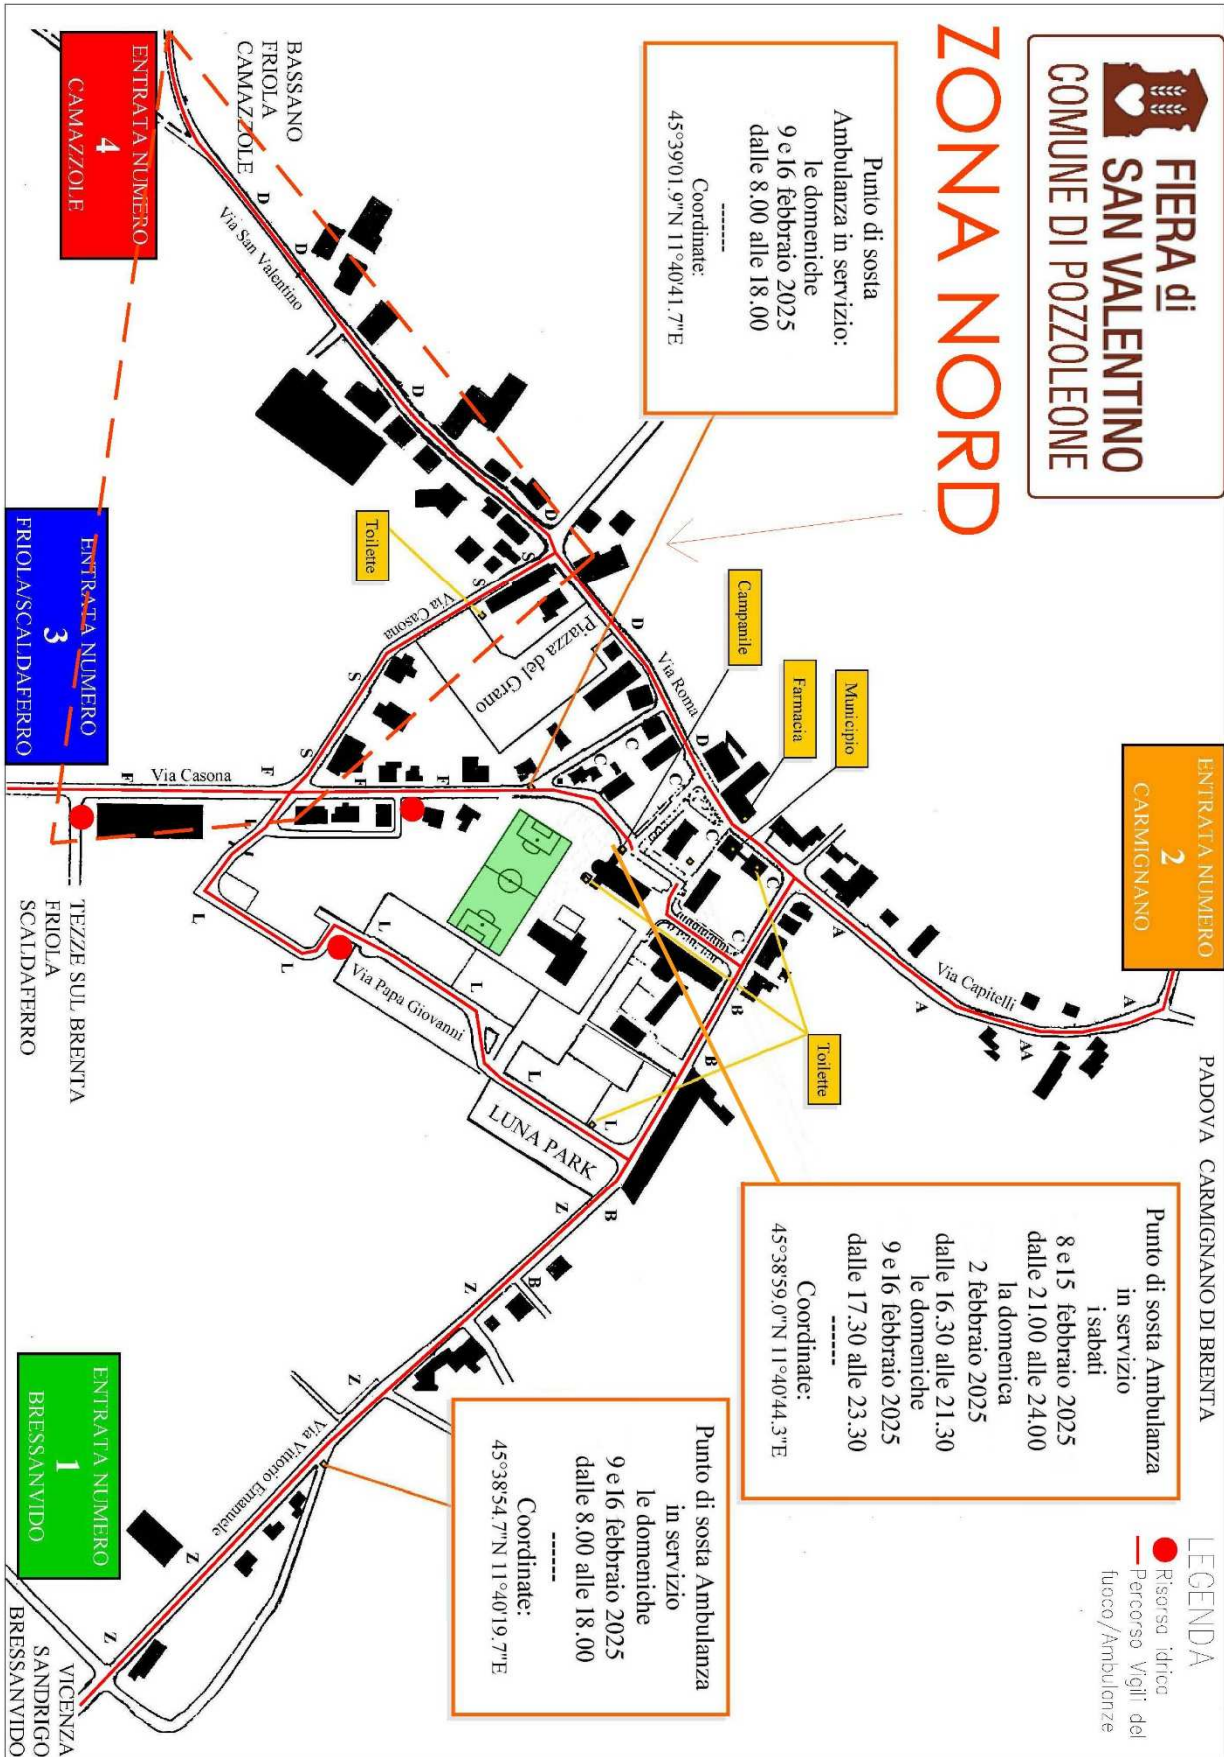 FIERA di
SAN VALENTINO
COMUNE DI POZZOLEONE
ZONA NORD
Punto di sosta
Ambulanza in servizio:
le domeniche
9 e 16 febbraio 2025
dalle 8.00 alle 18.00
-------
Coordinate:
45°39'01.9"N 11°40'41.7"E
BASSANO
FRIOLA
CAMAZZOLE
ENTRATA NUMERO
4
CAMAZZOLE
D
D
Via San Valentino
D
D
Toilette
S
S
Via Casona
S
S
Piazza del Grano
D
Via Roma
D
Campanile
Farmacia
Municipio
C
C
C
C
C
C
ENTRATA NUMERO
3
FRIOLA/SCALDAFERRO
F
Via Casona
F
F
F
TEZZE SUL BRENTA
FRIOLA
SCALDAFERRO
L
L
L
L
Via Papa Giovanni
L
L
L
L
LUNA PARK
Toilette
ENTRATA NUMERO
2
CARMIGNANO
PADOVA CARMIGNANO DI BRENTA
A
A
Via Capitelli
A
AA
B
B
B
B
Z
Z
Z
Via Vittorio Emanuele
Z
Z
Punto di sosta Ambulanza
in servizio
i sabati
8 e15 febbraio 2025
dalle 21.00 alle 24.00
la domenica
2 febbraio 2025
dalle 16.30 alle 21.30
le domeniche
9 e16 febbraio 2025
dalle 17.30 alle 23.30
-------
Coordinate:
45°38'59.0"N 11°40'44.3"E
Punto di sosta Ambulanza
in servizio
le domeniche
9 e16 febbraio 2025
dalle 8.00 alle 18.00
-------
Coordinate:
45°38'54.7"N 11°40'19.7"E
ENTRATA NUMERO
1
BRESSANVIDO
VICENZA
SANDRIGO
BRESSANVIDO
LEGENDA
Risorsa idrica
Percorso Vigili del
fuoco/Ambulanze